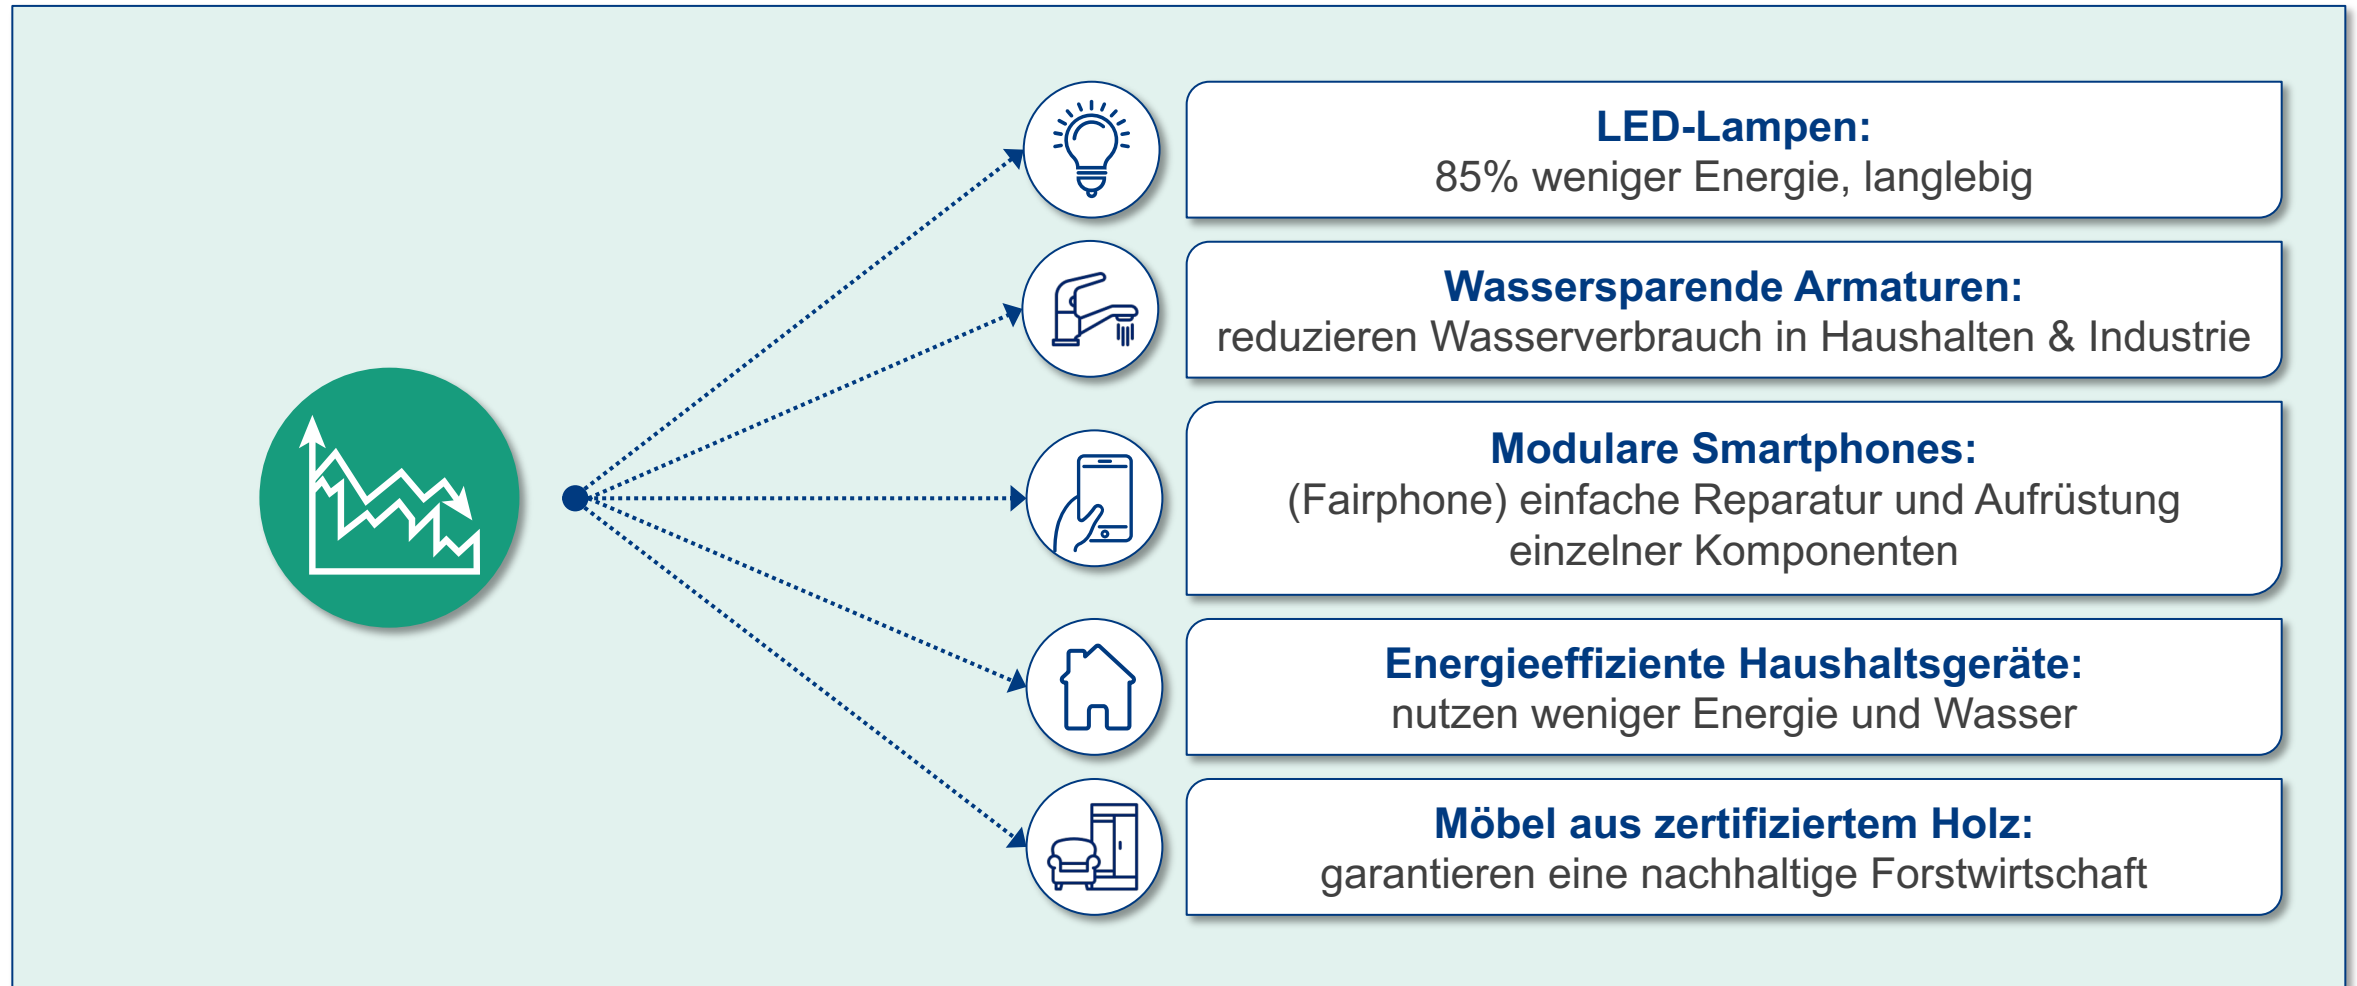 LED-Lampen:
85% weniger Energie, langlebig
Wassersparende Armaturen:
reduzieren Wasserverbrauch in Haushalten & Industrie
Modulare Smartphones:
(Fairphone) einfache Reparatur und Aufrüstung
einzelner Komponenten
Energieeffiziente Haushaltsgeräte:
nutzen weniger Energie und Wasser
Möbel aus zertifiziertem Holz:
garantieren eine nachhaltige Forstwirtschaft